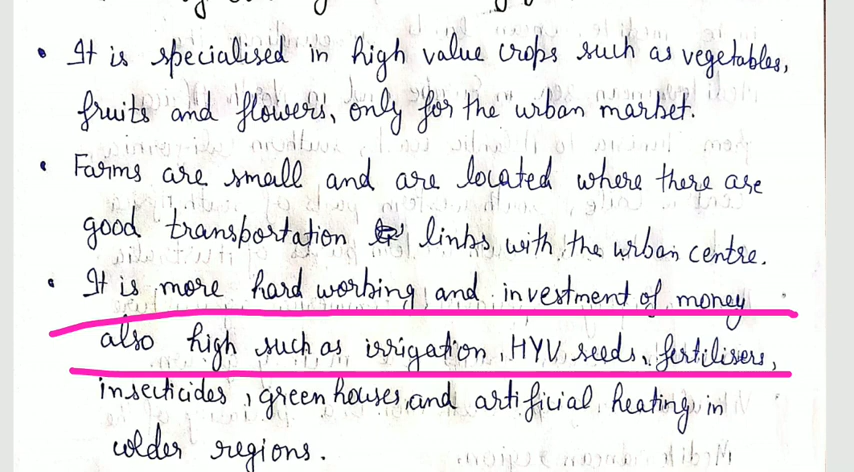 • It is specialised in high value crops such as vegetables,
fruits and flowers, only for the urban market.
• Farms are small and are located where there are
good transportation links with the urban centre.
• It is more hard working and investment of money
also high such as irrigation, HYV seeds, fertilisers,
insecticides, green houses, and artificial heating in
colder regions.